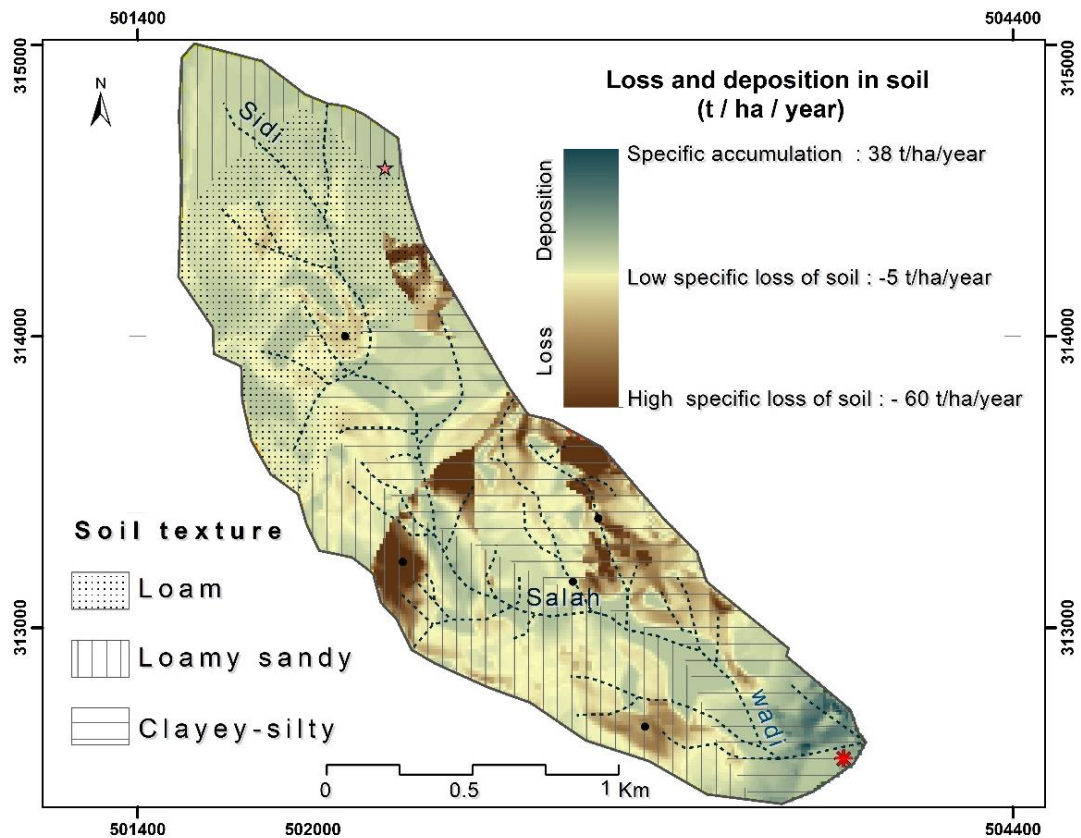 501400
504400
315000
315000
N
Sidi
Loss and deposition in soil
(t / ha / year)
Deposition
Loss
Specific accumulation : 38 t/ha/year
Low specific loss of soil : -5 t/ha/year
High specific loss of soil : - 60 t/ha/year
314000
314000
Soil texture
Loam
Loamy sandy
Clayey-silty
Salah
wadi
313000
313000
0
0.5
1 Km
501400
502000
504400